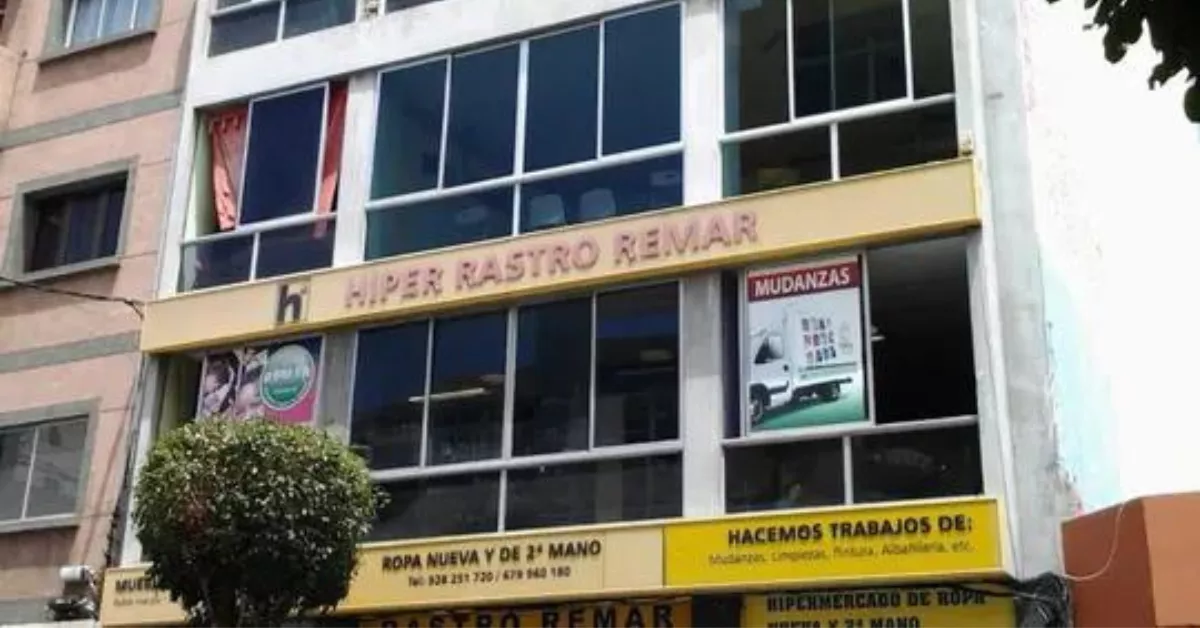 h
HIPER RASTRO REMAR
MUDANZAS
ROPA NUEVA Y DE 2ª MANO
Tel: 928 251 720 / 679 960 180
HACEMOS TRABAJOS DE:
Mudanzas, Limpiezas, Pintura, Albañilería, etc.
RASTRO REMAR
HIPERMERCADO DE ROPA
NUEVA Y 2ª MANO